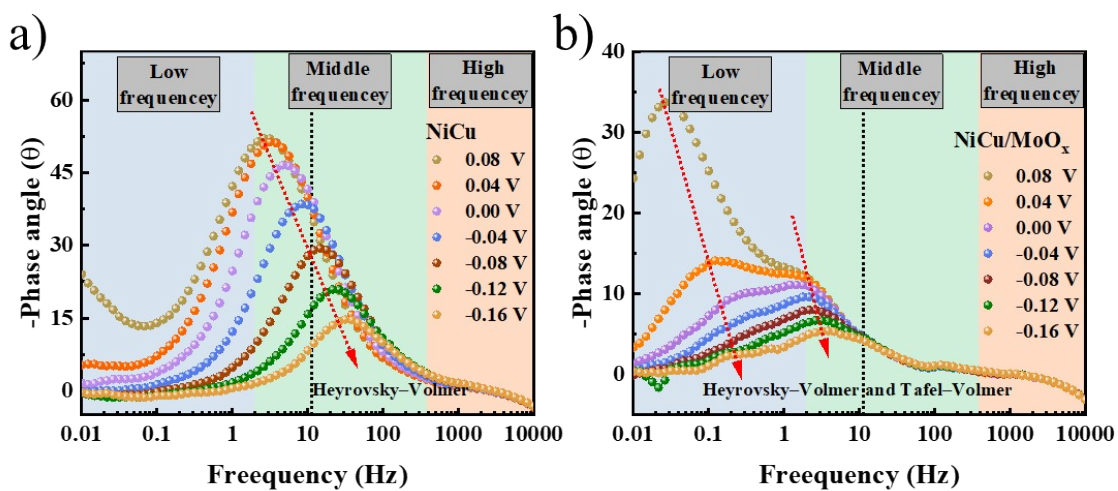 a)
-Phase angle (θ)
60
45
30
15
0
Low
frequencey
Middle
frequencey
High
frequencey
NiCu
0.08 V
0.04 V
0.00 V
-0.04 V
-0.08 V
-0.12 V
-0.16 V
Heyrovsky–Volmer
0.01 0.1 1 10 100 1000 10000
Freequency (Hz)
b)
-Phase angle (θ)
40
30
20
10
0
Low
frequencey
Middle
frequencey
High
frequencey
NiCu/MoOₓ
0.08 V
0.04 V
0.00 V
-0.04 V
-0.08 V
-0.12 V
-0.16 V
Heyrovsky–Volmer and Tafel–Volmer
0.01 0.1 1 10 100 1000 10000
Freequency (Hz)